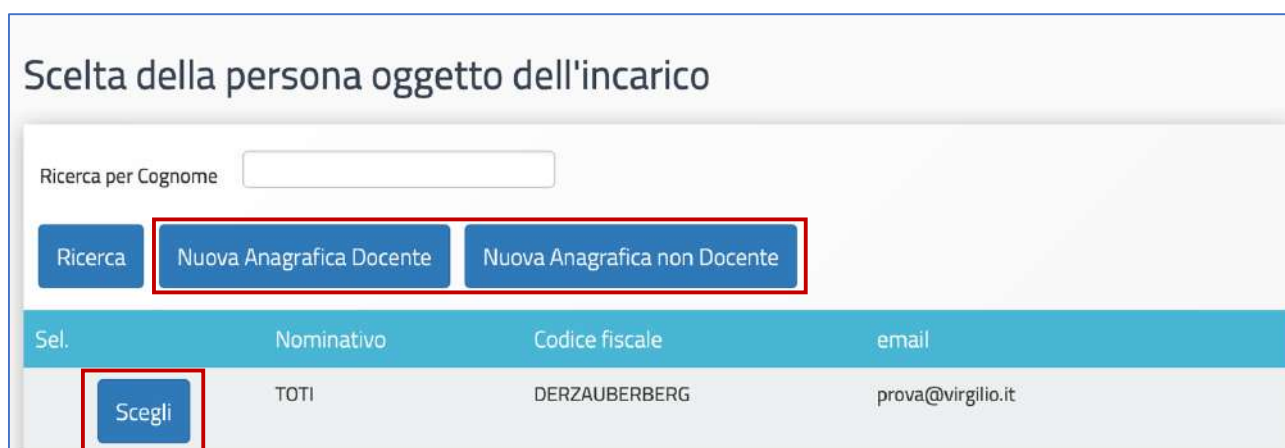 Scelta della persona oggetto dell'incarico
Ricerca per Cognome
Ricerca Nuova Anagrafica Docente Nuova Anagrafica non Docente
Sel. Nominativo Codice fiscale email
Scegli TOTI DERZAUBERBERG prova@virgilio.it